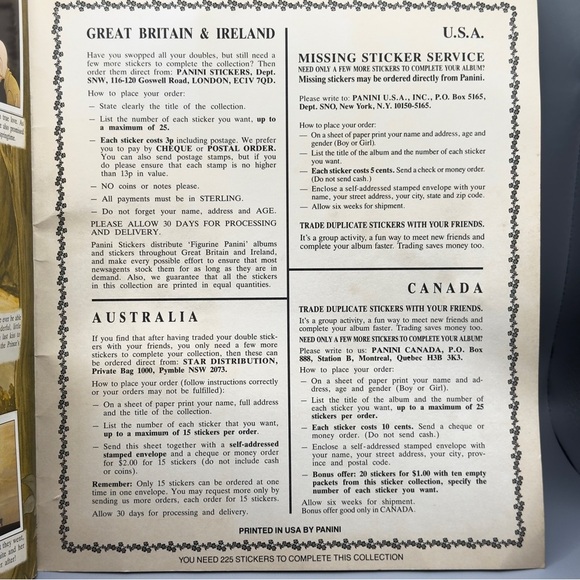 GREAT BRITAIN & IRELAND
Have you swopped all your doubles, but still need a
few more stickers to complete the collection? Then
order them direct from: PANINI STICKERS, Dept.
SNW, 116-120 Goswell Road, LONDON, EC1V 7QD.
How to place your order:
— State clearly the title of the collection.
— List the number of each sticker you want, up to
a maximum of 25.
— Each sticker costs 3p including postage. We prefer
you to pay by CHEQUE or POSTAL ORDER.
You can also send postage stamps, but if you
do please ensure that each stamp is no higher
than 13p in value.
— NO coins or notes please.
— All payments must be in STERLING.
— Do not forget your name, address and AGE.
PLEASE ALLOW 30 DAYS FOR PROCESSING
AND DELIVERY.
Panini Stickers distribute 'Figurine Panini' albums
and stickers throughout Great Britain and Ireland,
and make every possible effort to ensure that most
newsagents stock them for as long as they are in
demand. Also, we guarantee that all the stickers
in this collection are printed in equal quantities.
AUSTRALIA
If you find that after having traded your double stick-
ers with your friends, you only need a few more
stickers to complete your collection, then these can
be ordered direct from: STAR DISTRIBUTION,
Private Bag 1000, Pymble NSW 2073.
How to place your order (follow instructions correctly
or your orders may not be fulfilled):
— On a sheet of paper print your name, full address
and the title of the collection.
— List the number of each sticker that you want,
up to a maximum of 15 stickers per order.
— Send this sheet together with a self-addressed
stamped envelope and a cheque or money order
for $2.00 for 15 stickers (do not include cash
or coins).
Remember: Only 15 stickers can be ordered at one
time in one envelope. You may request more only by
sending us more orders, each order for 15 stickers.
Allow 30 days for processing and delivery.
U.S.A.
MISSING STICKER SERVICE
NEED ONLY A FEW MORE STICKERS TO COMPLETE YOUR ALBUM?
Missing stickers may be ordered directly from Panini.
Please write to: PANINI U.S.A., INC., P.O. Box 5165,
Dept. SNO, New York, N.Y. 10150-5165.
How to place your order:
— On a sheet of paper print your name and address, age and
gender (Boy or Girl).
— List the title of the album and the number of each sticker
you want.
— Each sticker costs 5 cents. Send a check or money order.
(Do not send cash.)
— Enclose a self-addressed stamped envelope with your
name, your street address, your city, state and zip code.
— Allow six weeks for shipment.
TRADE DUPLICATE STICKERS WITH YOUR FRIENDS.
It's a group activity, a fun way to meet new friends and
complete your album faster. Trading saves money too.
CANADA
TRADE DUPLICATE STICKERS WITH YOUR FRIENDS.
It's a group activity, a fun way to meet new friends and
complete your album faster. Trading saves money too.
NEED ONLY A FEW MORE STICKERS TO COMPLETE YOUR ALBUM?
Please write to us: PANINI CANADA, P.O. Box
888, Station B, Montreal, Québec H3B 3K3.
How to place your order:
— On a sheet of paper print your name and ad-
dress, age and gender (Boy or Girl).
— List the title of the album and the number of
each sticker you want, up to a maximum of 25
stickers per order.
— Each sticker costs 10 cents. Send a cheque or
money order. (Do not send cash.)
— Enclose a self-addressed stamped envelope with
your name, your street address, your city, prov-
ince and postal code.
— Bonus offer: 20 stickers for $1.00 with ten empty
packets from this sticker collection, specify the
number of each sticker you want.
Allow six weeks for shipment.
Bonus offer good only in CANADA.
PRINTED IN USA BY PANINI
YOU NEED 225 STICKERS TO COMPLETE THIS COLLECTION